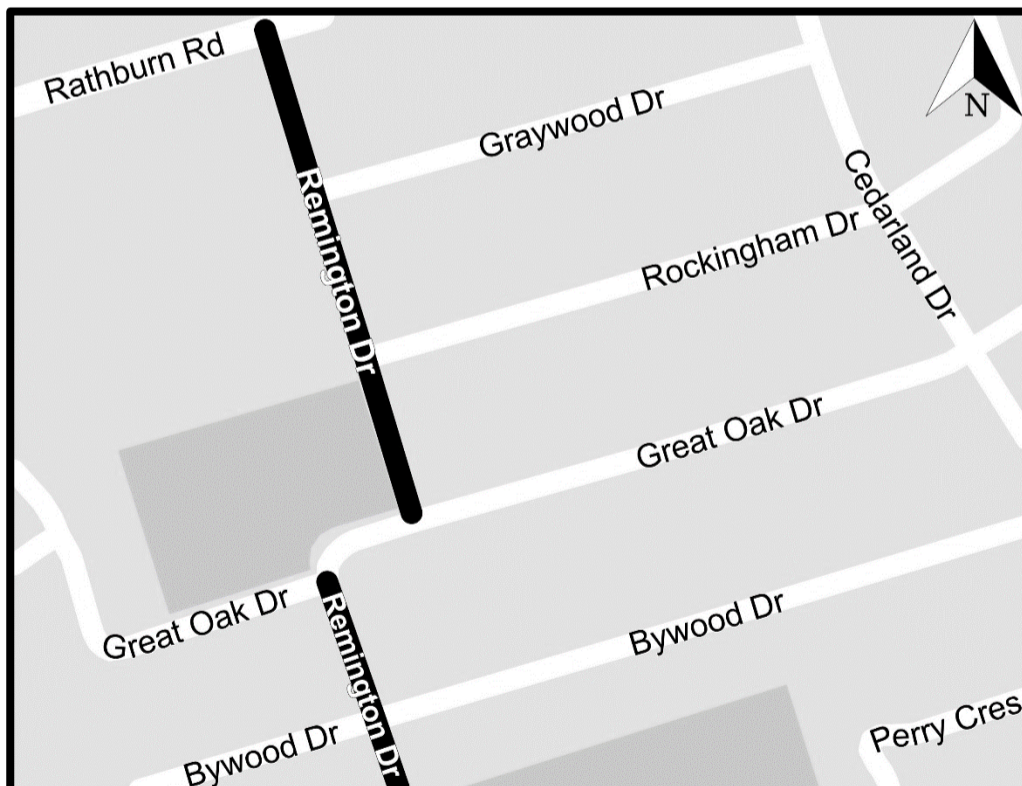 Rathburn Rd
Graywood Dr
N
Cedarland Dr
Remington Dr
Rockingham Dr
Great Oak Dr
Great Oak Dr
Remington Dr
Bywood Dr
Perry Cres
Bywood Dr